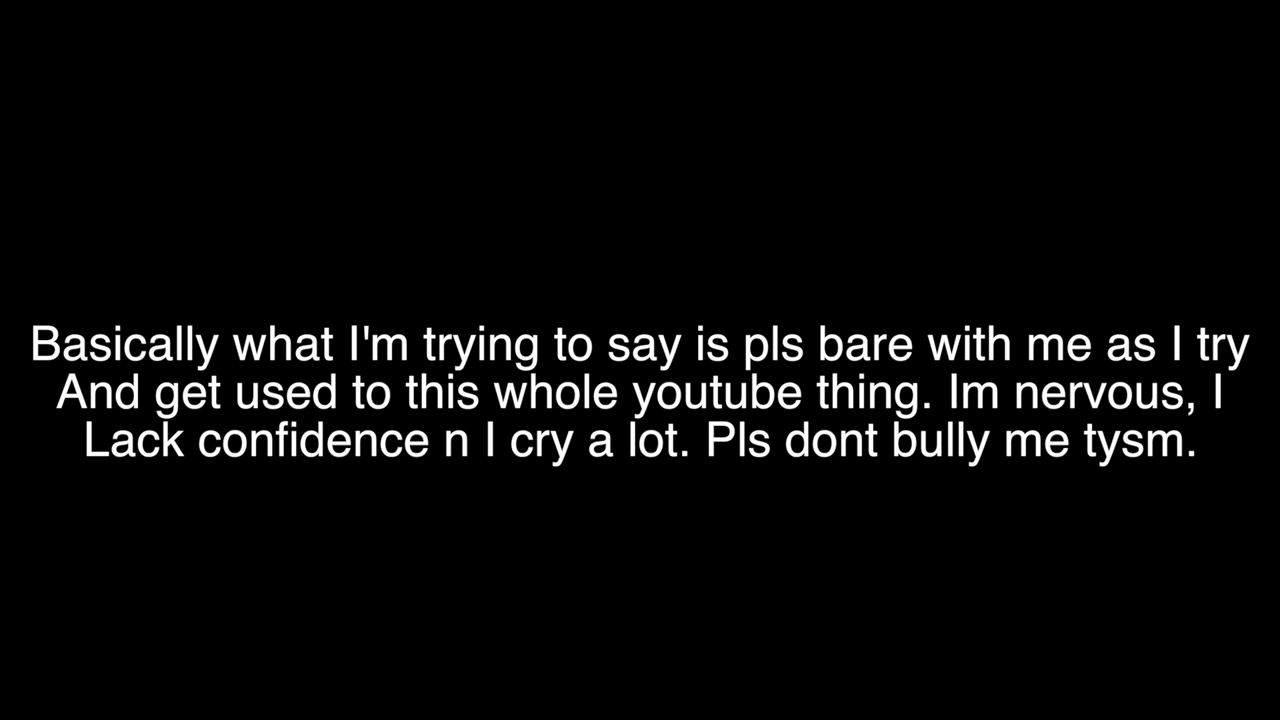 Basically what I'm trying to say is pls bare with me as I try
And get used to this whole youtube thing. Im nervous, I
Lack confidence n I cry a lot. Pls dont bully me tysm.